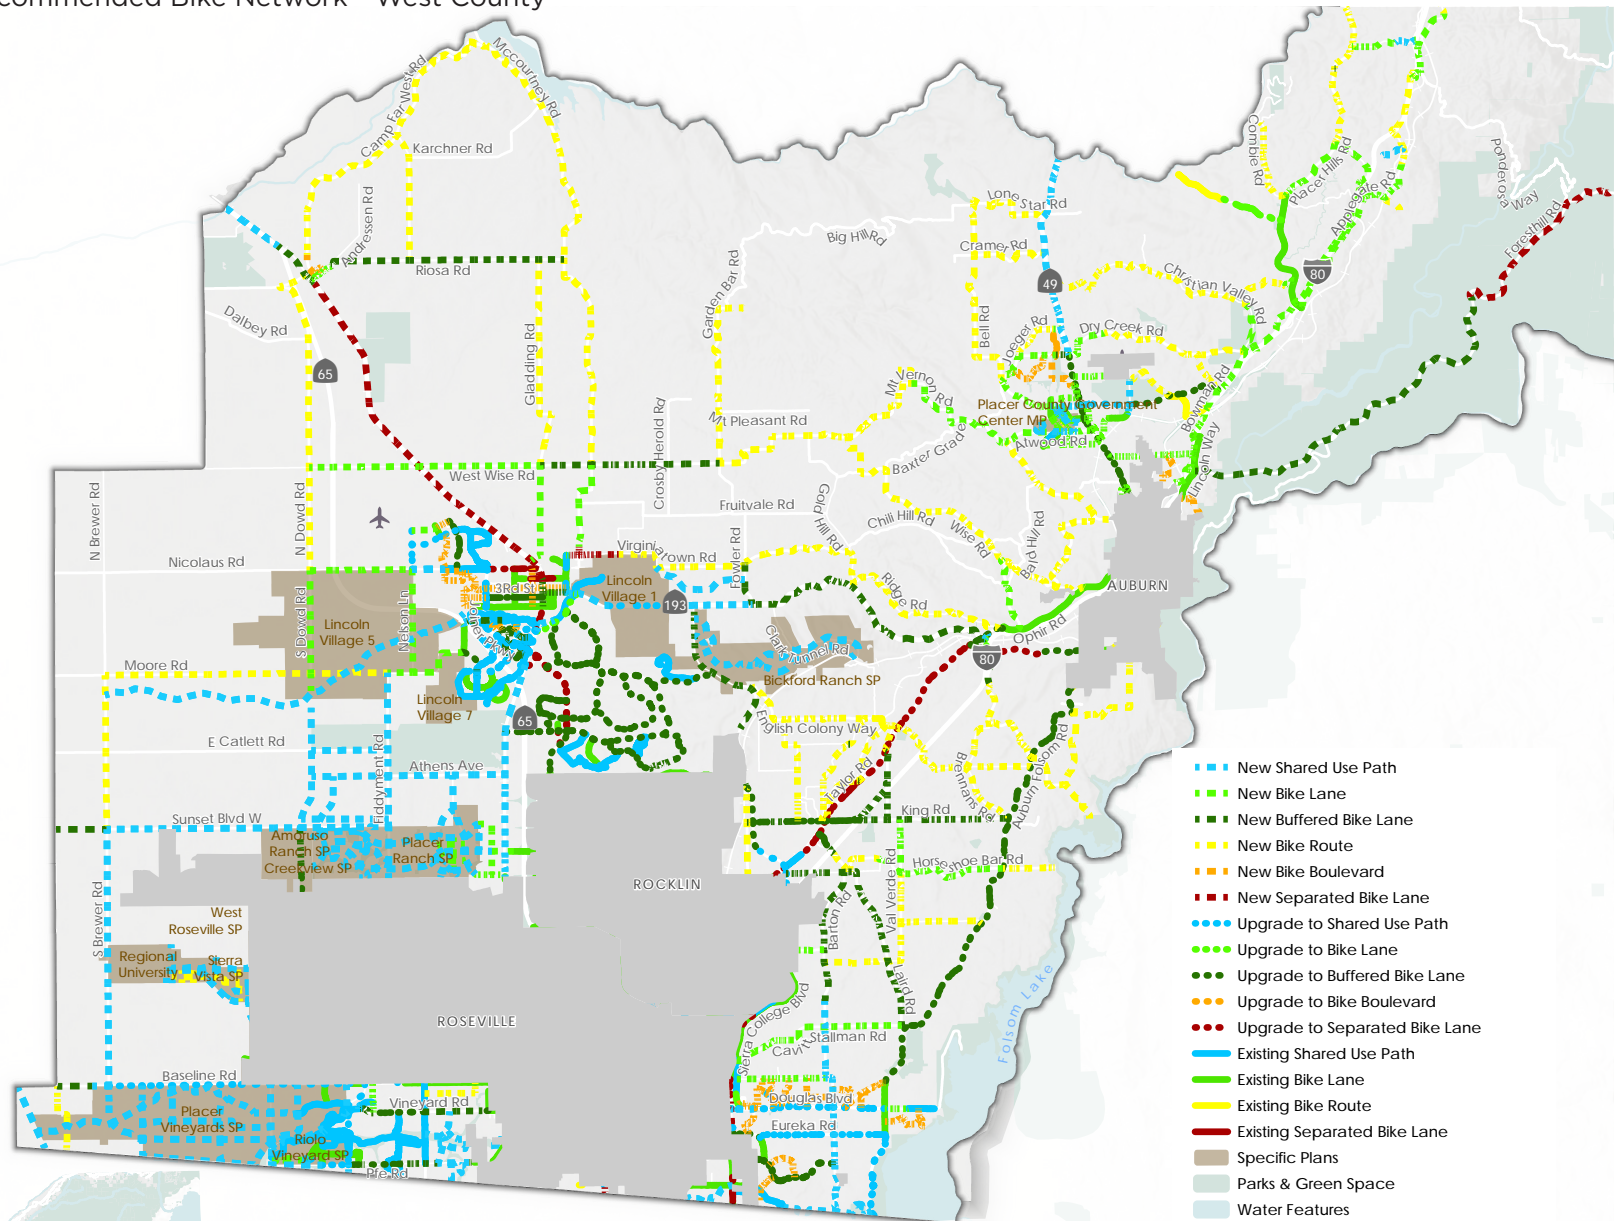 commended Bike Network - West County
Mccourtney Rd
Camp Far West Rd
Karchner Rd
Andressen Rd
Riosa Rd
Dalbey Rd
65
Gladding Rd
Garden Bar Rd
Big Hill Rd
Lone Star Rd
Cramer Rd
49
Bell Rd
Joeger Rd
Dry Creek Rd
Christian Valley Rd
Combie Rd
Placer Hills Rd
Applegate Rd
80
Ponderosa Way
Foresthill Rd
Mt Vernon Rd
Placer County Government
Center MP
Atwood Rd
Bowman Rd
Lincoln Way
Mt Pleasant Rd
Baxter Grade
Crosby Herold Rd
West Wise Rd
Fruitvale Rd
Gold Hill Rd
Chili Hill Rd
Wise Rd
Bald Hill Rd
N Brewer Rd
N Dowd Rd
Nicolaus Rd
Virginiatown Rd
Fowler Rd
3Rd St
Lincoln
Village 1
193
Ridge Rd
AUBURN
Ophir Rd
80
S Dowd Rd
Lincoln
Village 5
Nelson Ln
Moore Rd
Clark Tunnel Rd
Bickford Ranch SP
Lincoln
Village 7
65
English Colony Way
E Catlett Rd
Fiddyment Rd
Athens Ave
Taylor Rd
Brennans Rd
Auburn Folsom Rd
King Rd
Sunset Blvd W
Amoruso
Ranch SP
Creekview SP
Placer
Ranch SP
Horseshoe Bar Rd
Val Verde Rd
ROCKLIN
Barton Rd
Laird Rd
S Brewer Rd
West
Roseville SP
Regional
University
Sierra
Vista SP
ROSEVILLE
Sierra College Blvd
Cavitt Stallman Rd
Folsom Lake
Baseline Rd
Placer
Vineyards SP
Riolo
Vineyard SP
Vineyard Rd
Pfe Rd
Douglas Blvd
Eureka Rd
New Shared Use Path
New Bike Lane
New Buffered Bike Lane
New Bike Route
New Bike Boulevard
New Separated Bike Lane
Upgrade to Shared Use Path
Upgrade to Bike Lane
Upgrade to Buffered Bike Lane
Upgrade to Bike Boulevard
Upgrade to Separated Bike Lane
Existing Shared Use Path
Existing Bike Lane
Existing Bike Route
Existing Separated Bike Lane
Specific Plans
Parks & Green Space
Water Features